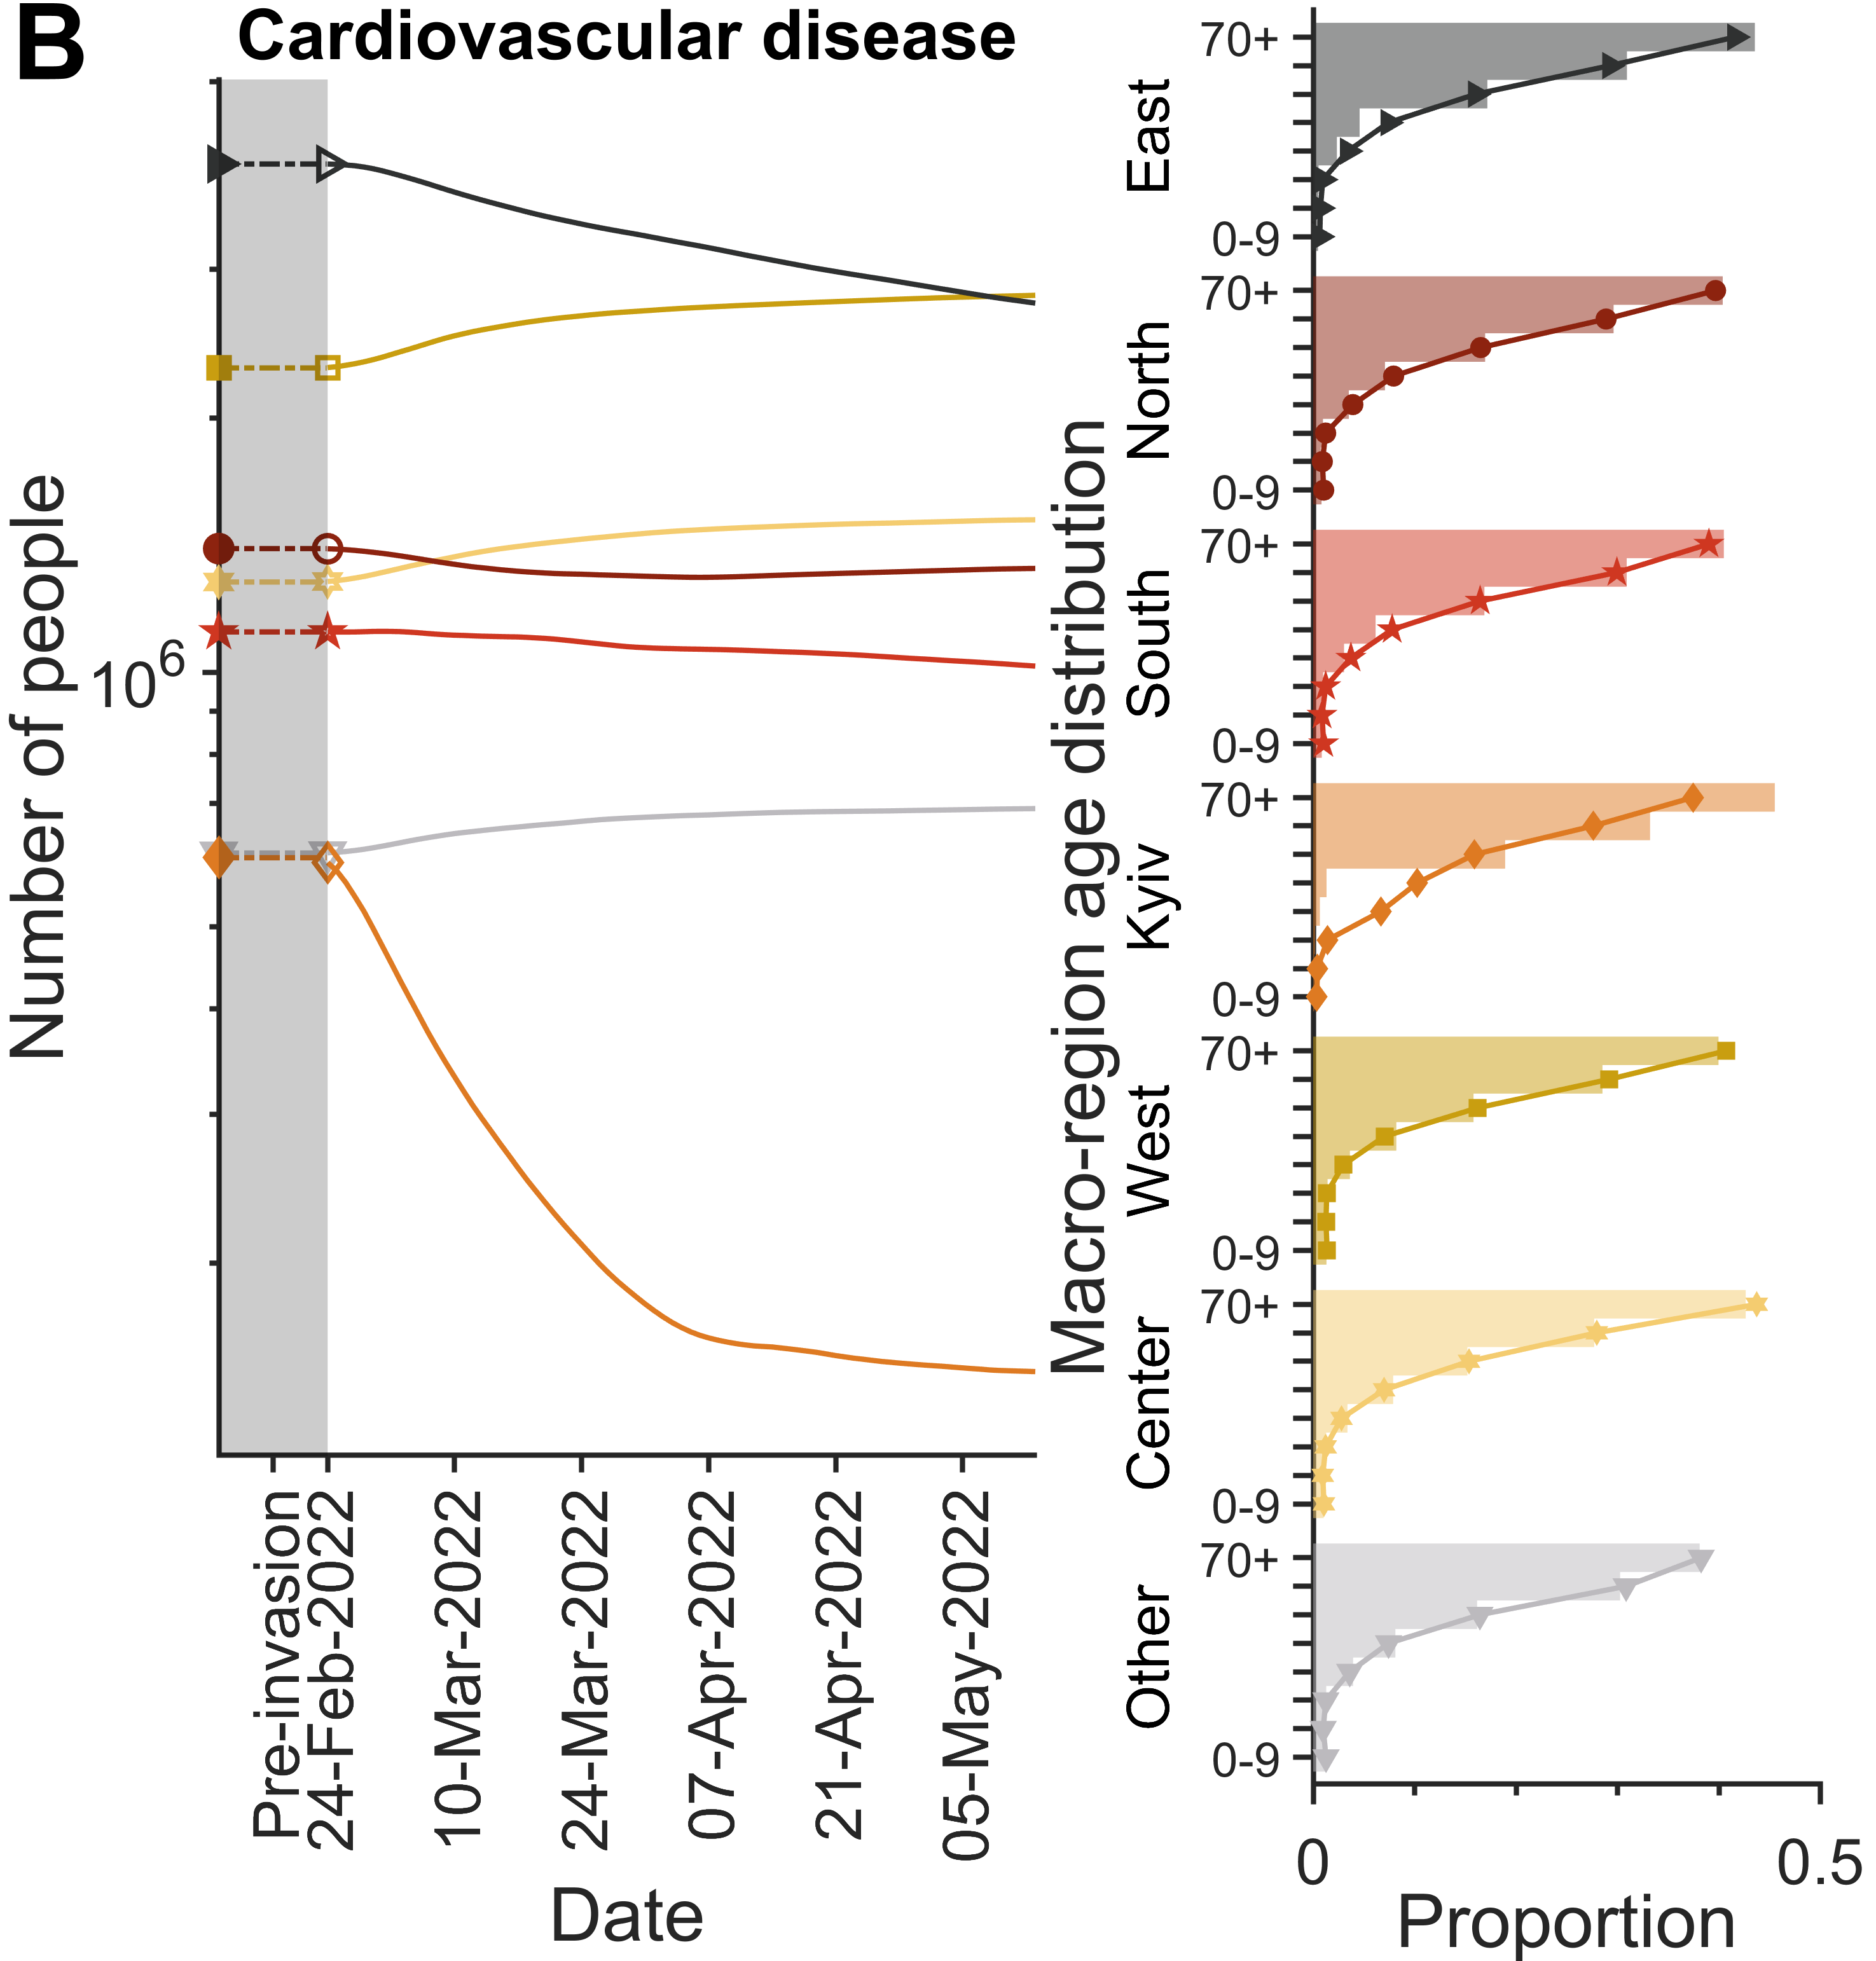 B
Cardiovascular disease
Number of people
10^6
Pre-invasion
24-Feb-2022
10-Mar-2022
24-Mar-2022
07-Apr-2022
21-Apr-2022
05-May-2022
Date
Macro-region age distribution
East
70+
0-9
North
70+
0-9
South
70+
0-9
Kyiv
70+
0-9
West
70+
0-9
Center
70+
0-9
Other
70+
0-9
0
0.5
Proportion